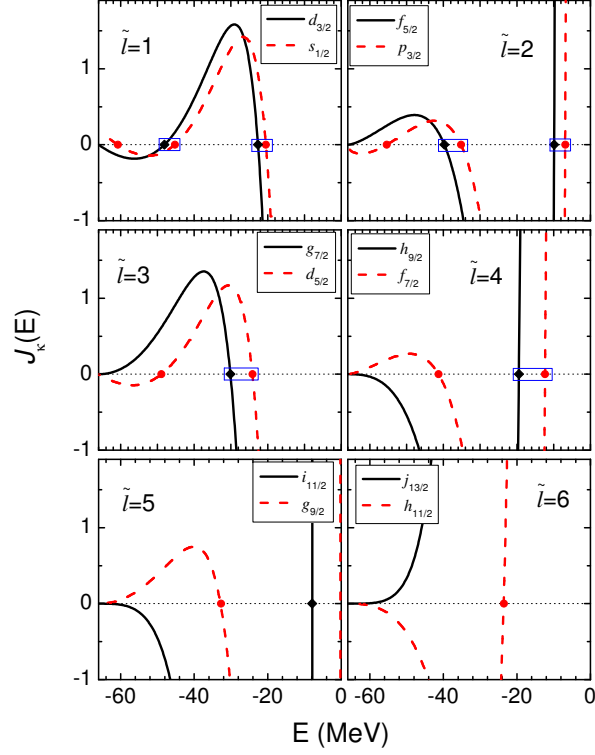 l̃=1
d3/2
s1/2
f5/2
p3/2
l̃=2
1
0
-1
l̃=3
g7/2
d5/2
h9/2
f7/2
l̃=4
1
0
-1
Jκ(E)
l̃=5
i11/2
g9/2
j13/2
h11/2
l̃=6
1
0
-1
-60 -40 -20 0 -60 -40 -20 0
E (MeV)